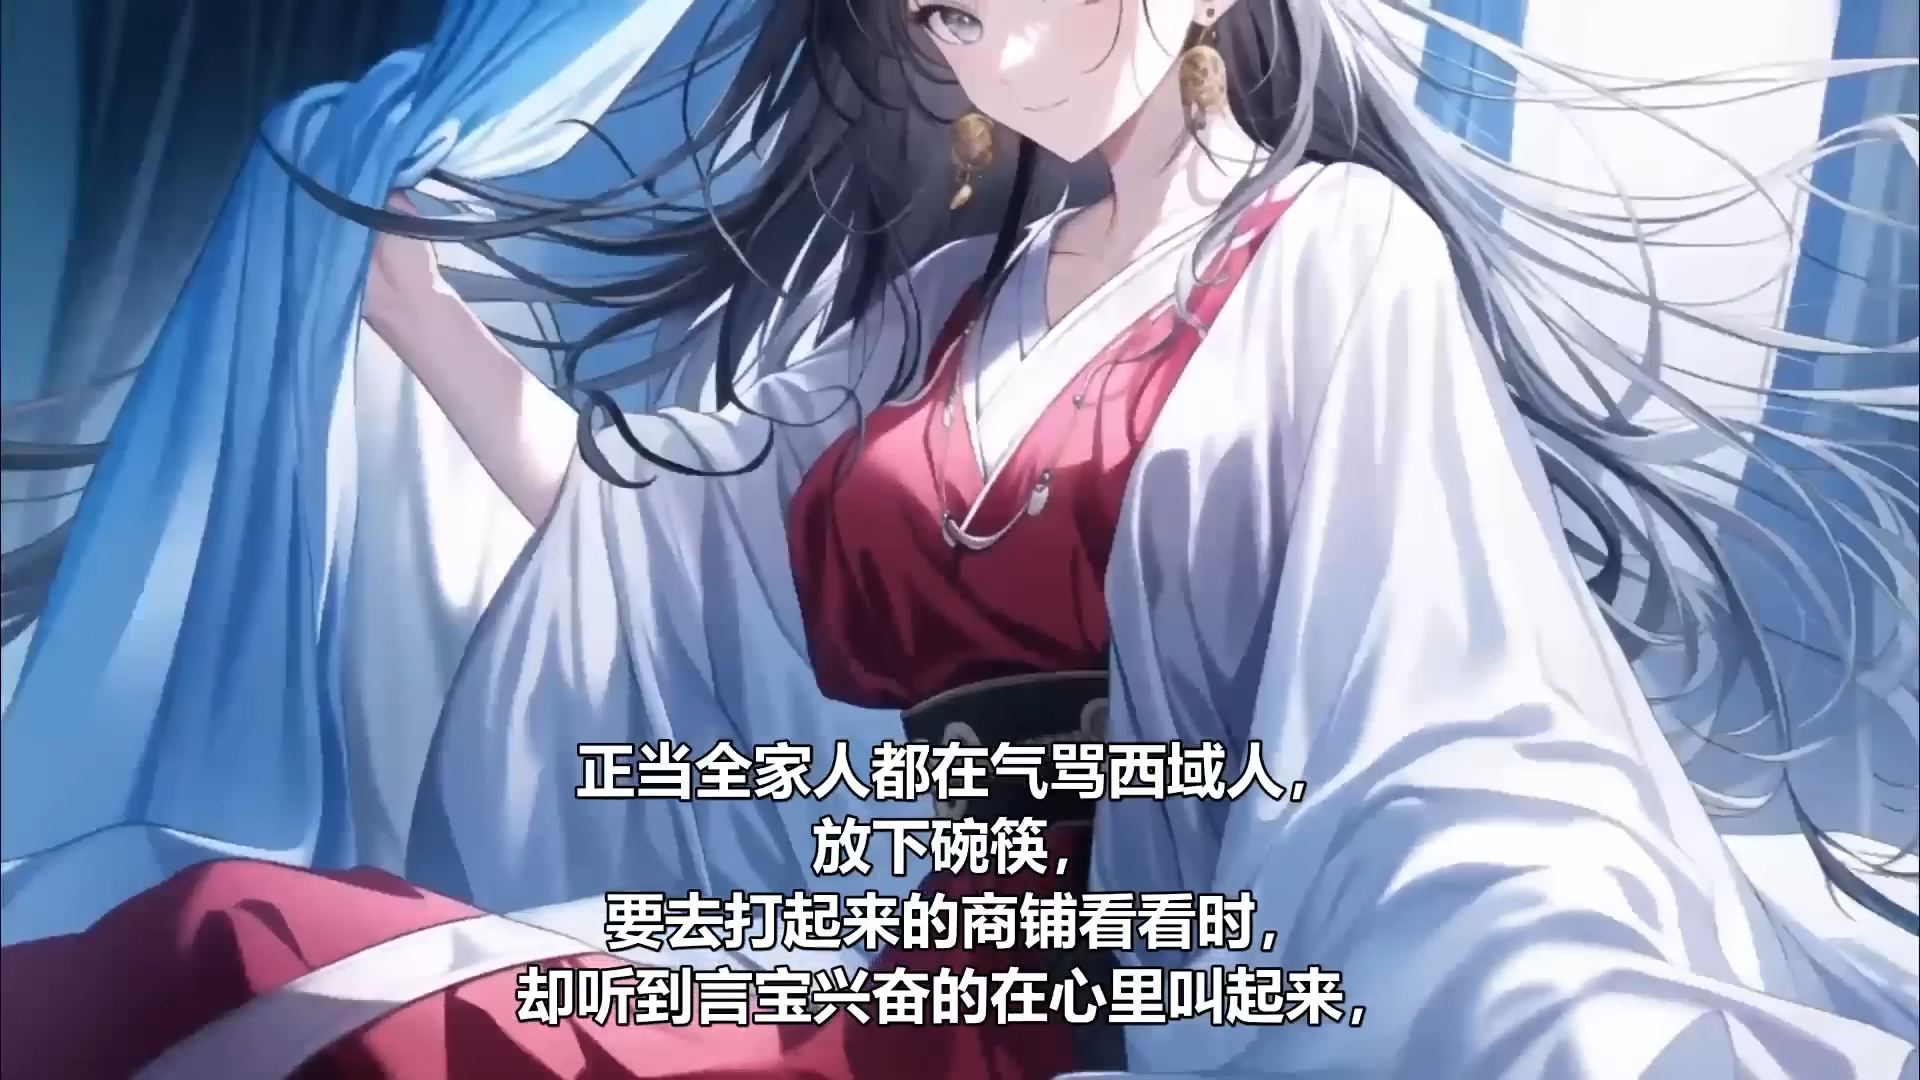 正当全家人都在气骂西域人，
放下碗筷，
要去打起来的商铺看看时，
却听到言宝兴奋的在心里叫起来，